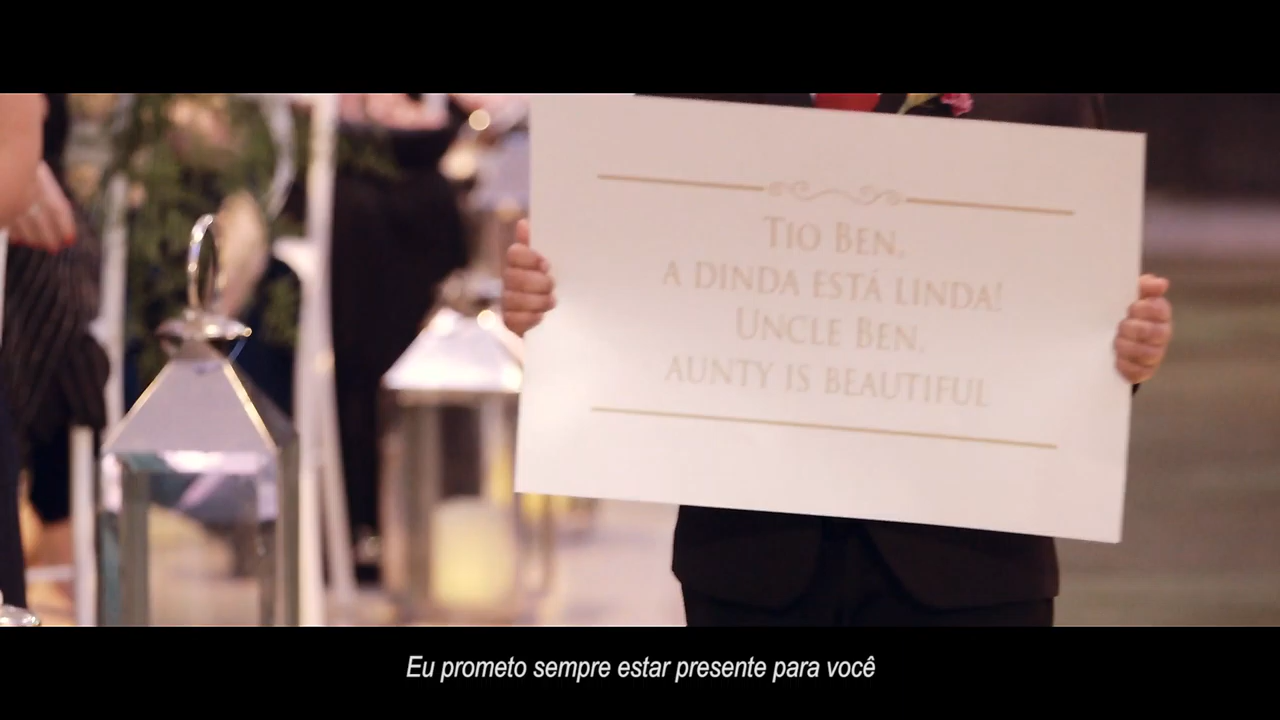 Tio Ben,
a dinda está linda!
Uncle Ben,
aunty is beautiful
Eu prometo sempre estar presente para você